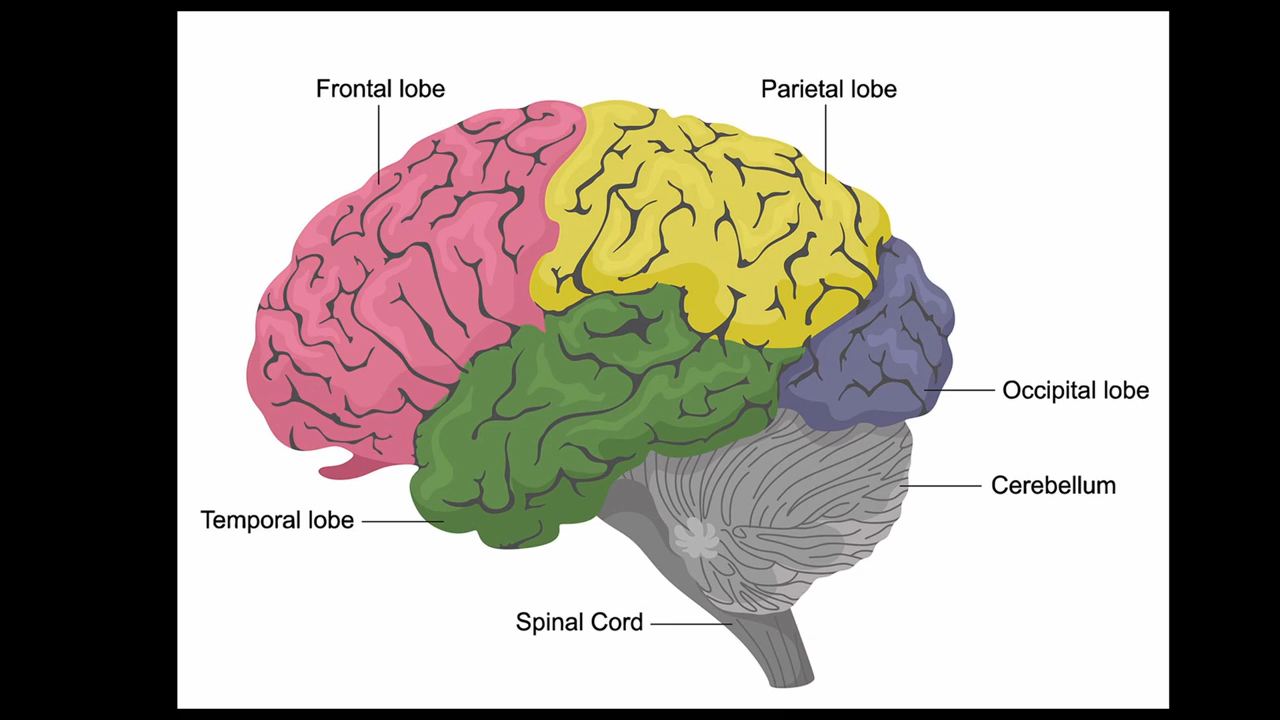 Frontal lobe
Parietal lobe
Occipital lobe
Cerebellum
Temporal lobe
Spinal Cord